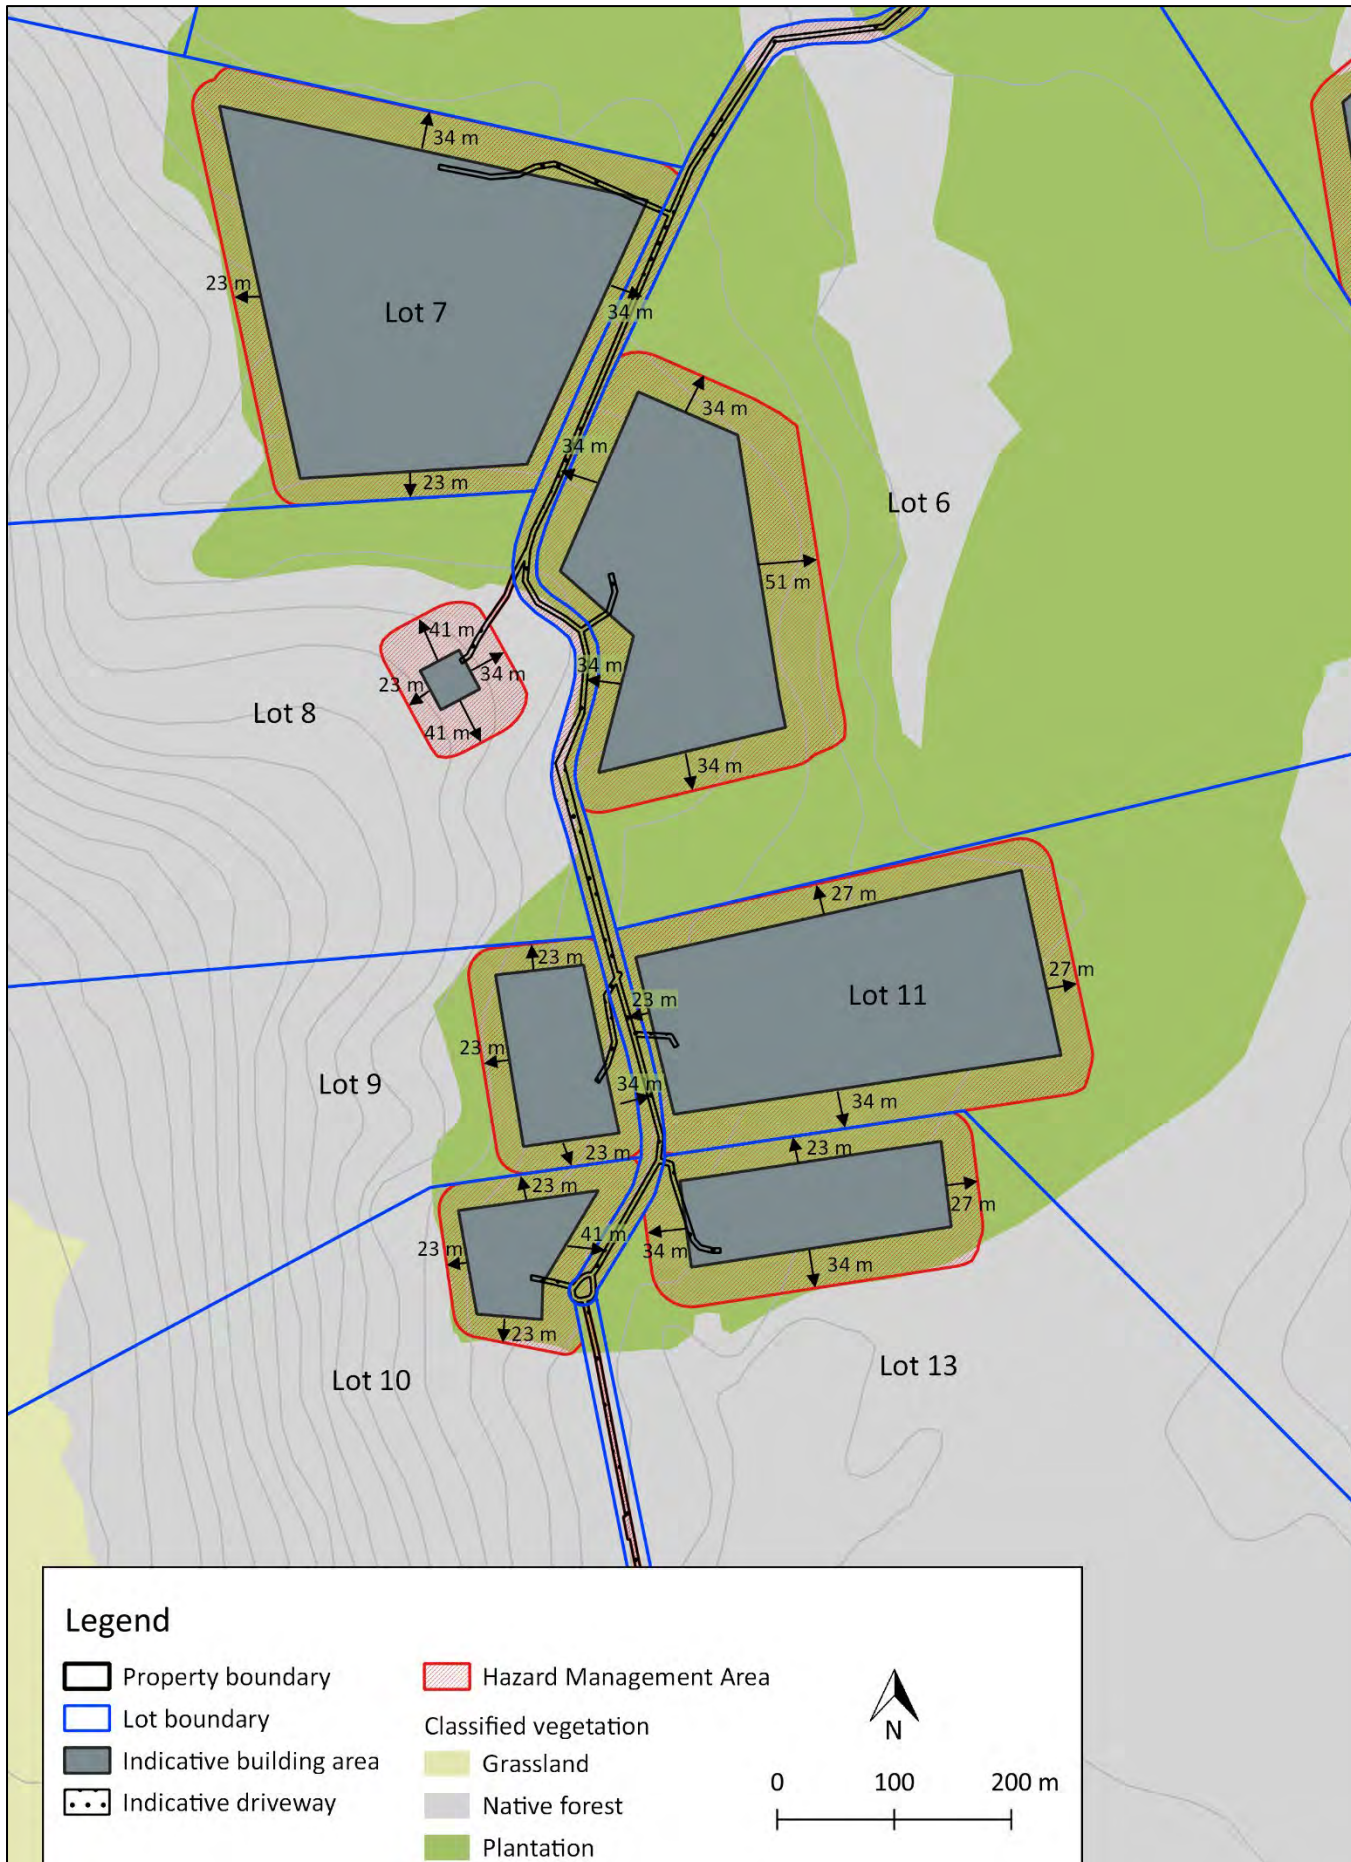 34 m
23 m
Lot 7
34 m
23 m
34 m
34 m
Lot 6
51 m
41 m
34 m
23 m
34 m
Lot 8
41 m
34 m
27 m
23 m
27 m
23 m
Lot 11
23 m
Lot 9
34 m
34 m
23 m
23 m
23 m
27 m
23 m
41 m
34 m
34 m
23 m
Lot 10
Lot 13
Legend
Property boundary
Lot boundary
Indicative building area
Indicative driveway
Hazard Management Area
Classified vegetation
Grassland
Native forest
Plantation
N
0 100 200 m